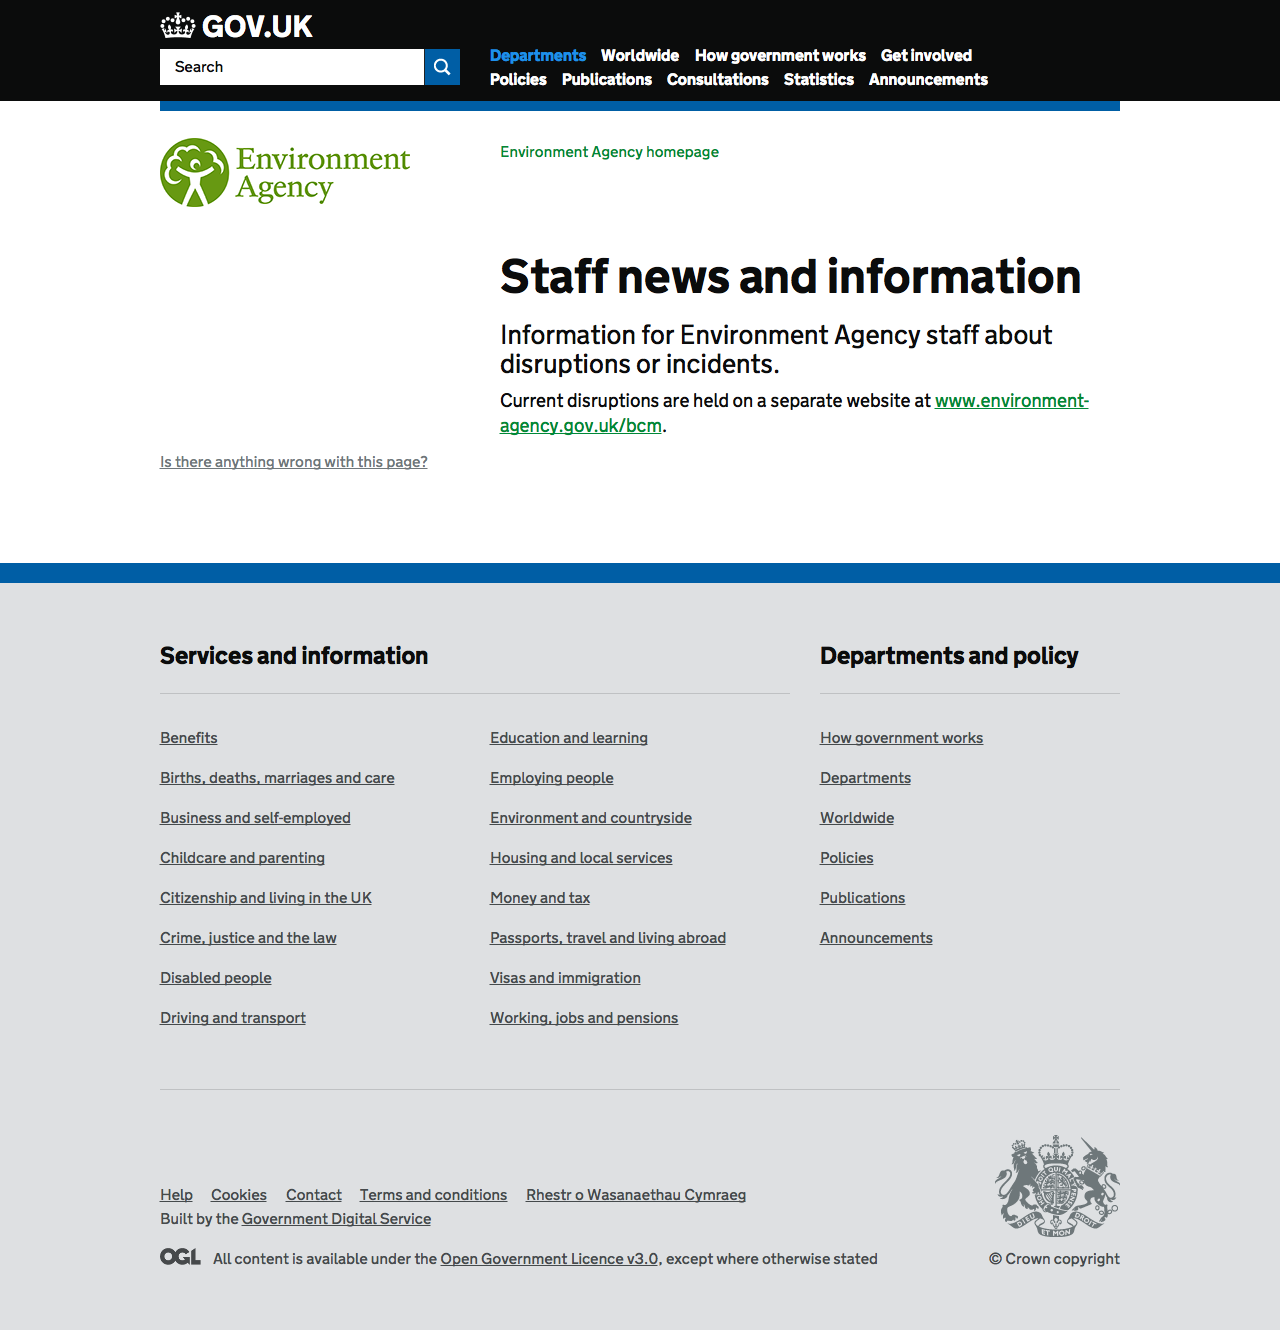 GOV.UK
Search
Departments Worldwide How government works Get involved
Policies Publications Consultations Statistics Announcements
Environment
Agency
Environment Agency homepage
Staff news and information
Information for Environment Agency staff about
disruptions or incidents.
Current disruptions are held on a separate website at www.environment-
agency.gov.uk/bcm.
Is there anything wrong with this page?
Services and information
Benefits
Births, deaths, marriages and care
Business and self-employed
Childcare and parenting
Citizenship and living in the UK
Crime, justice and the law
Disabled people
Driving and transport
Education and learning
Employing people
Environment and countryside
Housing and local services
Money and tax
Passports, travel and living abroad
Visas and immigration
Working, jobs and pensions
Departments and policy
How government works
Departments
Worldwide
Policies
Publications
Announcements
Help Cookies Contact Terms and conditions Rhestr o Wasanaethau Cymraeg
Built by the Government Digital Service
OGL All content is available under the Open Government Licence v3.0, except where otherwise stated
DIEU ET MON DROIT
© Crown copyright